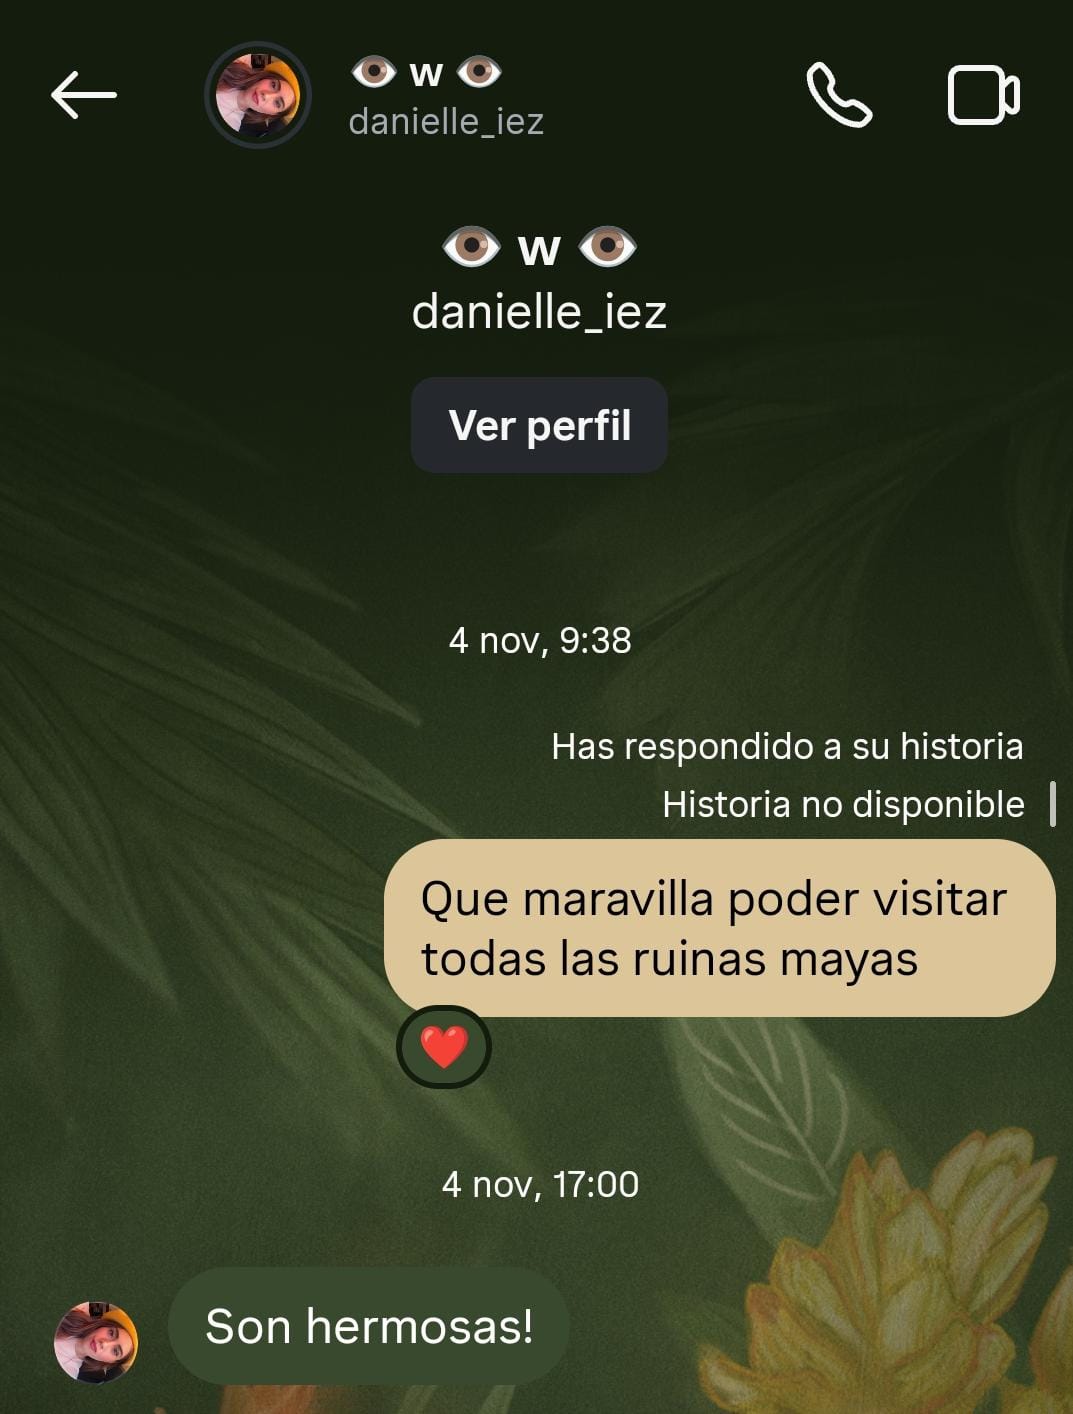 👁️ w 👁️
danielle_iez
👁️ w 👁️
danielle_iez
Ver perfil
4 nov, 9:38
Has respondido a su historia
Historia no disponible
Que maravilla poder visitar
todas las ruinas mayas
❤️
4 nov, 17:00
Son hermosas!